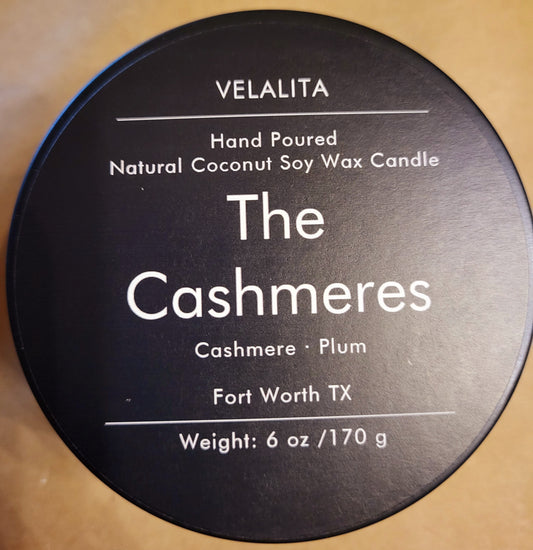 VELALITA
Hand Poured
Natural Coconut Soy Wax Candle
The
Cashmeres
Cashmere · Plum
Fort Worth TX
Weight: 6 oz /170 g